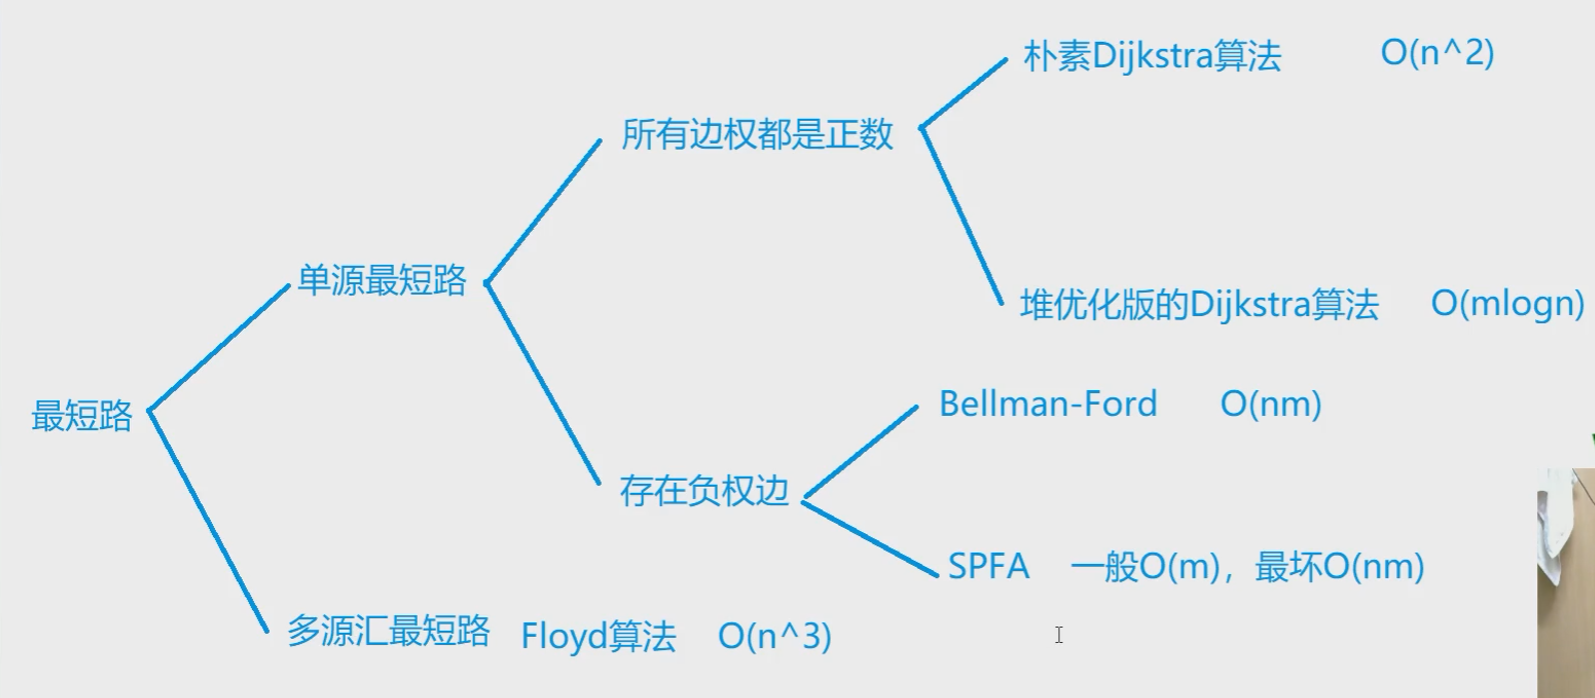 朴素Dijkstra算法 O(n^2)
所有边权都是正数
单源最短路
堆优化版的Dijkstra算法 O(mlogn)
最短路
Bellman-Ford O(nm)
存在负权边
SPFA 一般O(m)，最坏O(nm)
多源汇最短路 Floyd算法 O(n^3)